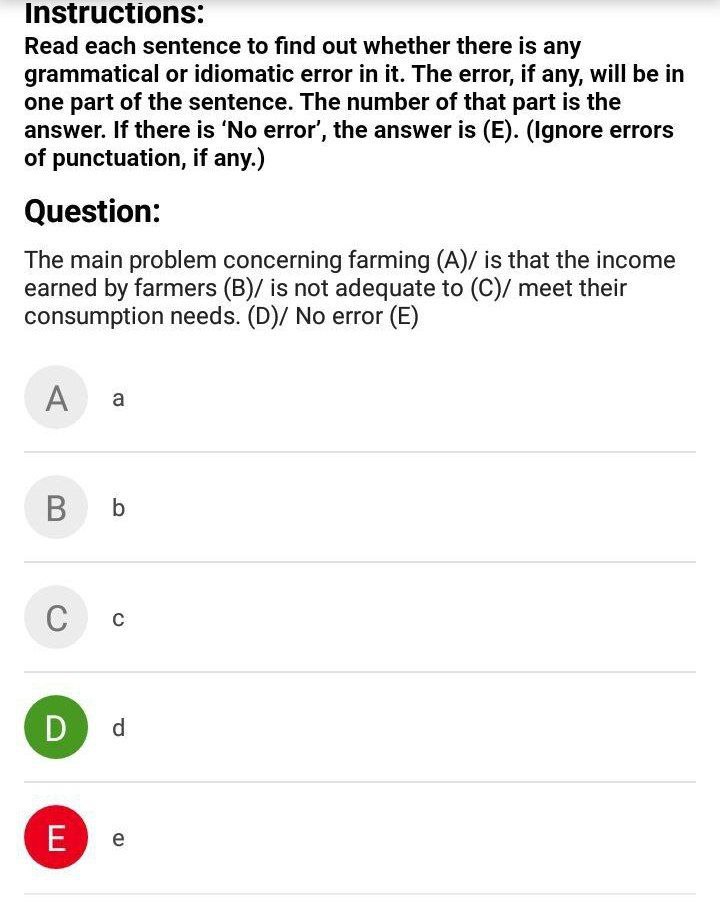 Instructions:
Read each sentence to find out whether there is any
grammatical or idiomatic error in it. The error, if any, will be in
one part of the sentence. The number of that part is the
answer. If there is ‘No error’, the answer is (E). (Ignore errors
of punctuation, if any.)
Question:
The main problem concerning farming (A)/ is that the income
earned by farmers (B)/ is not adequate to (C)/ meet their
consumption needs. (D)/ No error (E)
A a
B b
C c
D d
E e